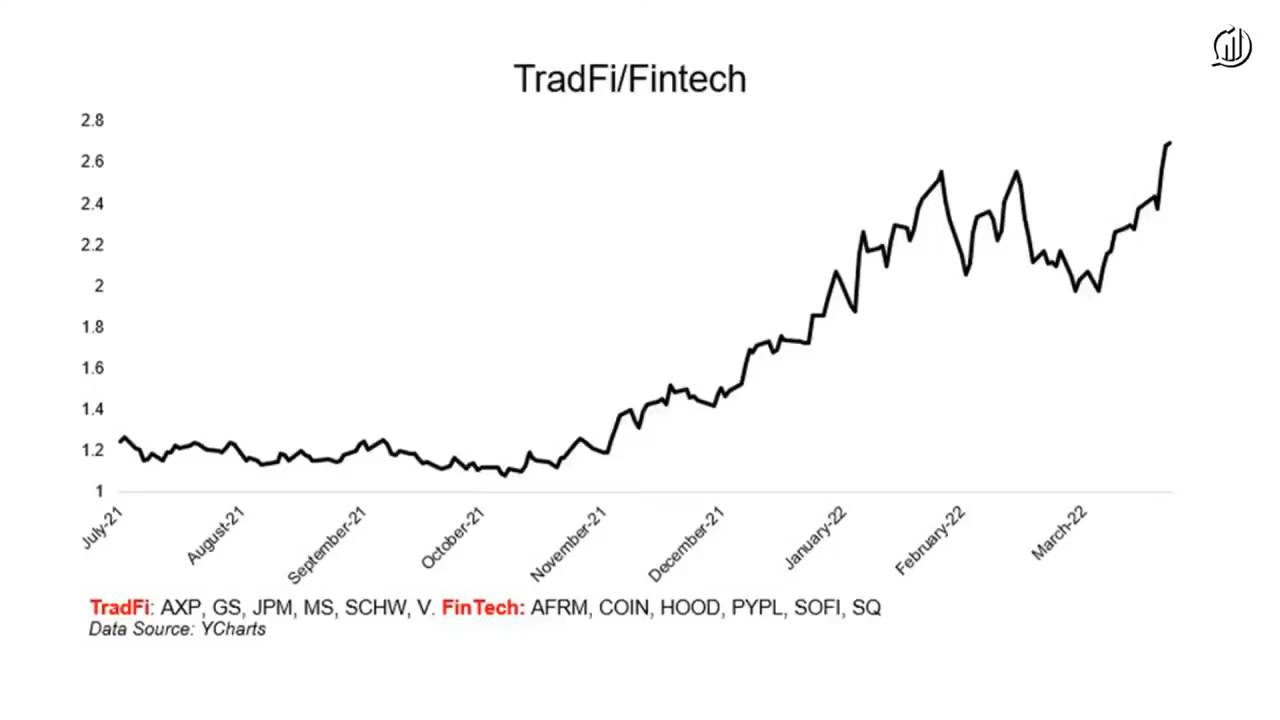 TradFi/Fintech
2.8
2.6
2.4
2.2
2
1.8
1.6
1.4
1.2
1
July-21
August-21
September-21
October-21
November-21
December-21
January-22
February-22
March-22
TradFi: AXP, GS, JPM, MS, SCHW, V. FinTech: AFRM, COIN, HOOD, PYPL, SOFI, SQ
Data Source: YCharts